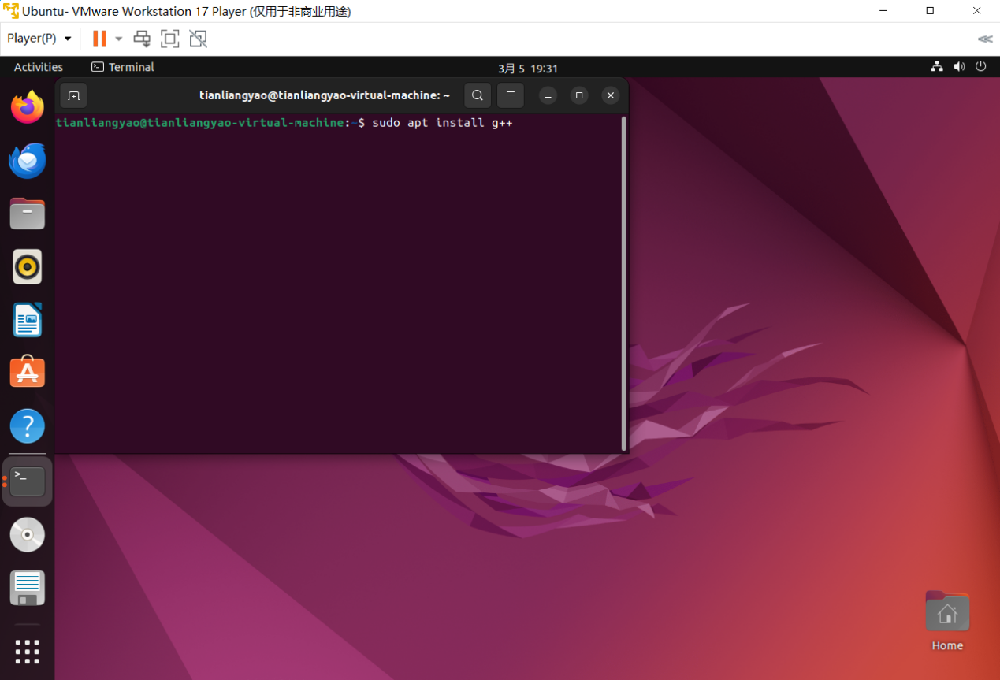 Ubuntu- VMware Workstation 17 Player (仅用于非商业用途)
Player(P)
Activities
Terminal
3月 5 19:31
tianliangyao@tianliangyao-virtual-machine: ~
tianliangyao@tianliangyao-virtual-machine:~$ sudo apt install g++
Home